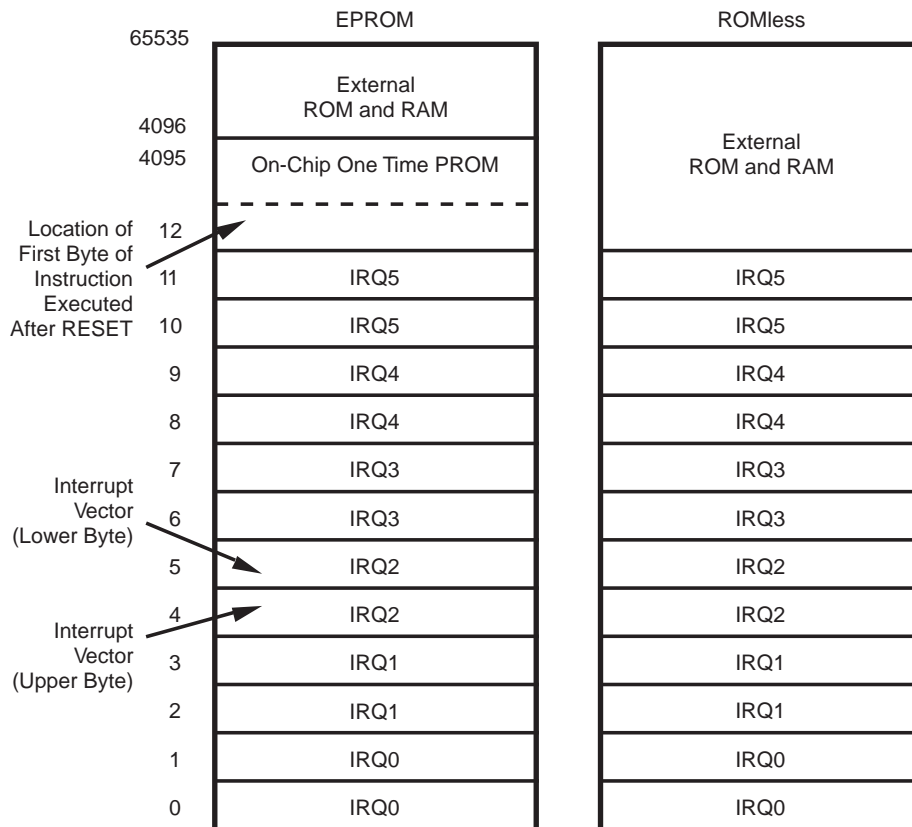 EPROM
ROMless
65535
External
ROM and RAM
4096
4095
On-Chip One Time PROM
External
ROM and RAM
Location of
First Byte of
Instruction
Executed
After RESET
12
11
IRQ5
IRQ5
10
IRQ5
IRQ5
9
IRQ4
IRQ4
8
IRQ4
IRQ4
7
IRQ3
IRQ3
Interrupt
Vector
(Lower Byte)
6
IRQ3
IRQ3
5
IRQ2
IRQ2
4
IRQ2
IRQ2
Interrupt
Vector
(Upper Byte)
3
IRQ1
IRQ1
2
IRQ1
IRQ1
1
IRQ0
IRQ0
0
IRQ0
IRQ0